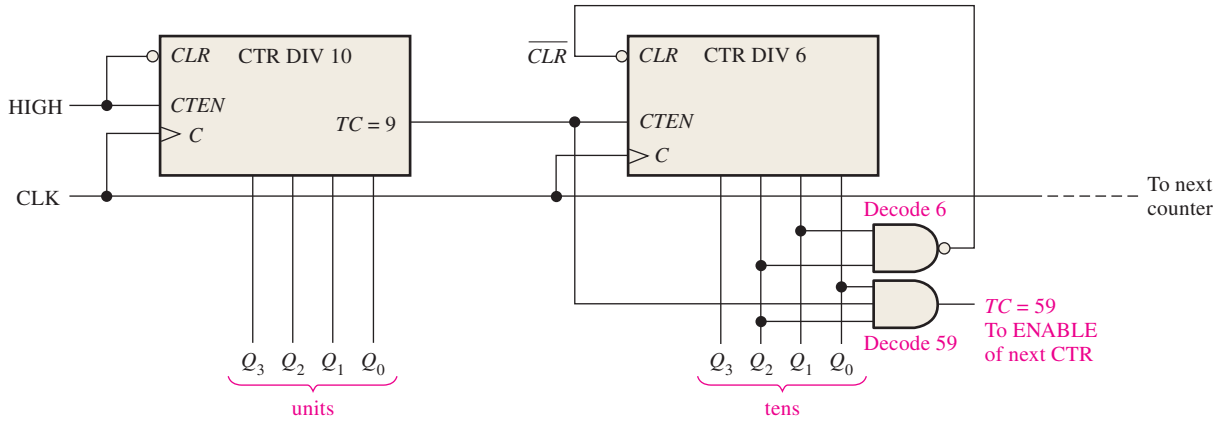 CLR CTR DIV 10
HIGH
CTEN
TC = 9
C
CLK
Q3 Q2 Q1 Q0
units
CLR
CLR CTR DIV 6
CTEN
C
To next
counter
Decode 6
TC = 59
To ENABLE
of next CTR
Decode 59
Q3 Q2 Q1 Q0
tens